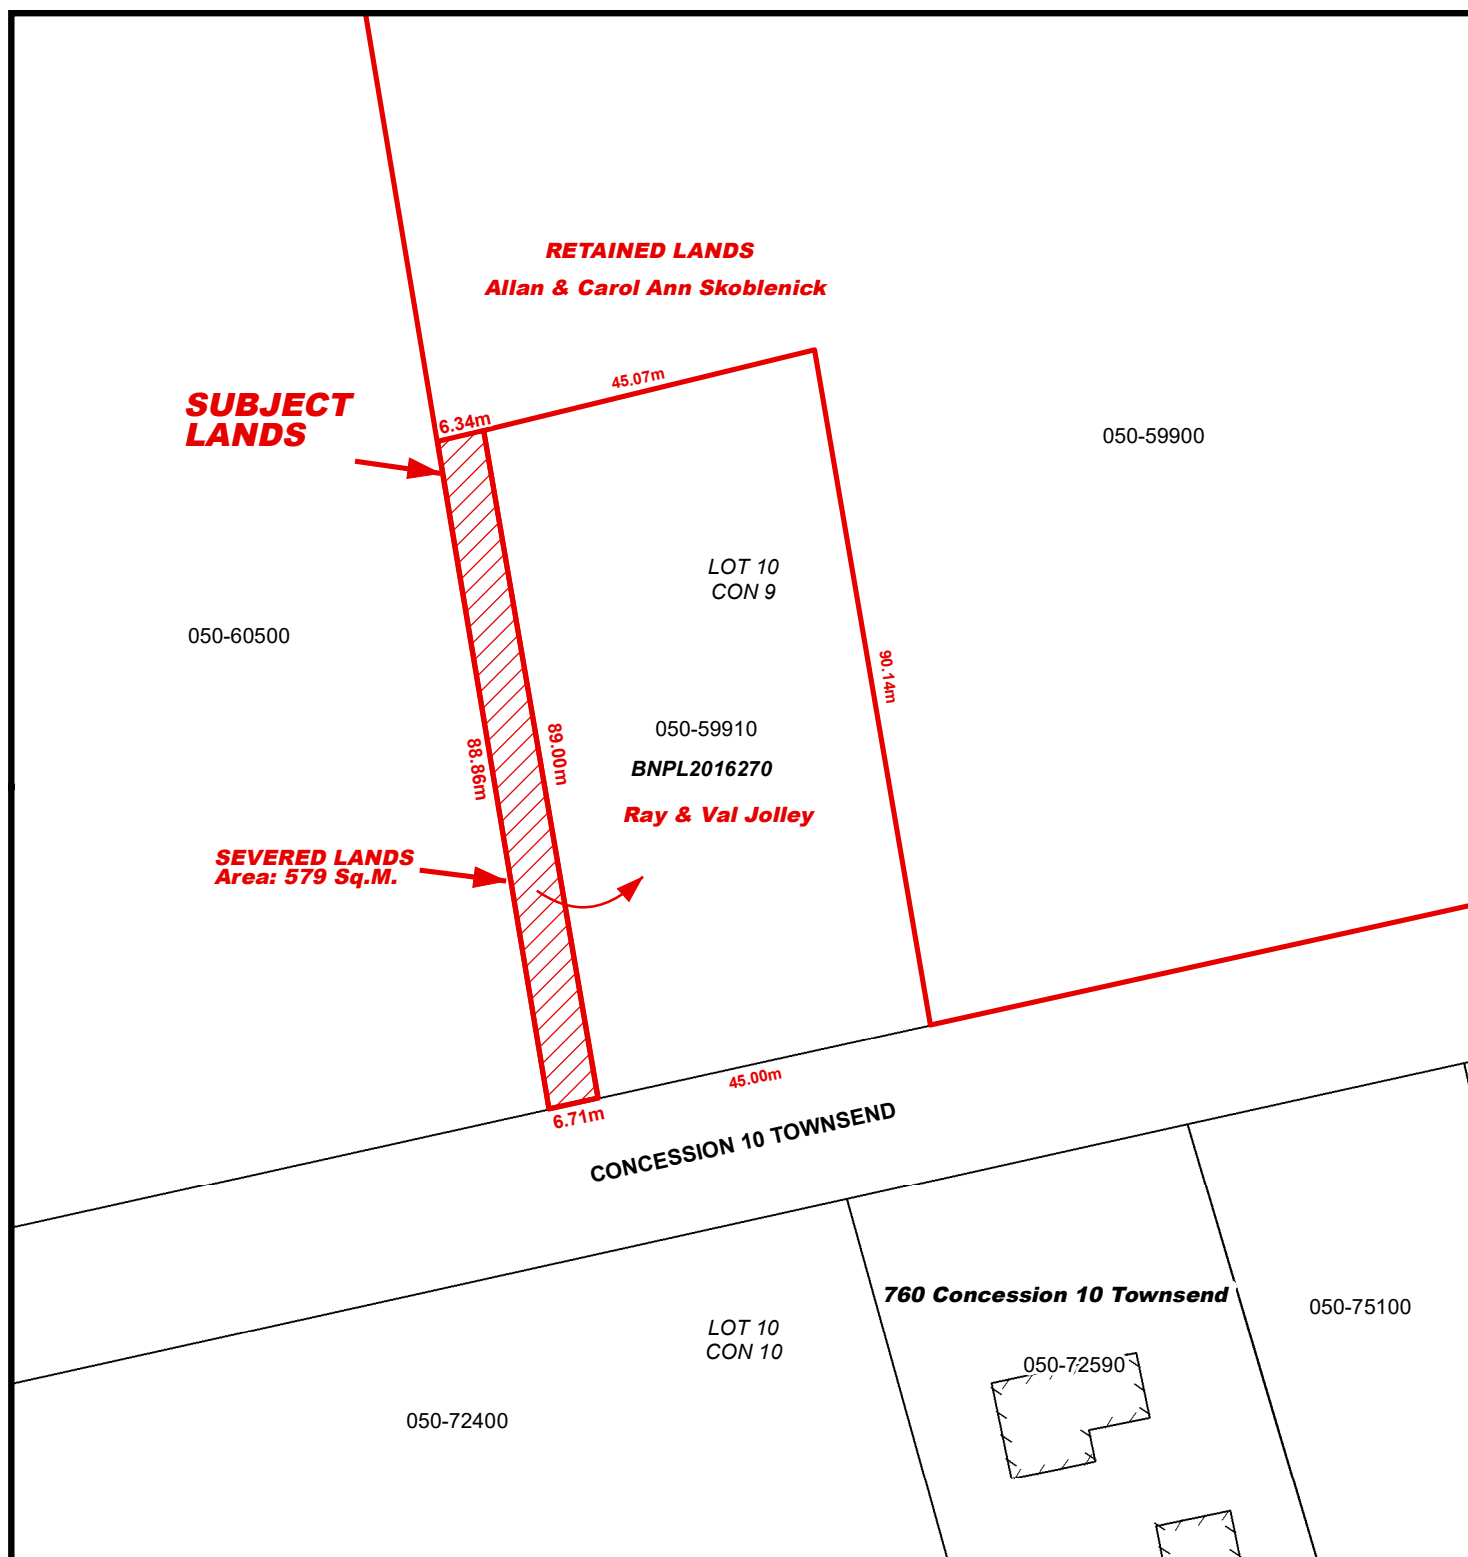 RETAINED LANDS
Allan & Carol Ann Skoblenick
45.07m
SUBJECT
LANDS
6.34m
050-59900
LOT 10
CON 9
050-60500
90.14m
050-59910
89.00m
88.86m
BNPL2016270
Ray & Val Jolley
SEVERED LANDS
Area: 579 Sq.M.
45.00m
6.71m
CONCESSION 10 TOWNSEND
760 Concession 10 Townsend
050-75100
LOT 10
CON 10
050-72590
050-72400